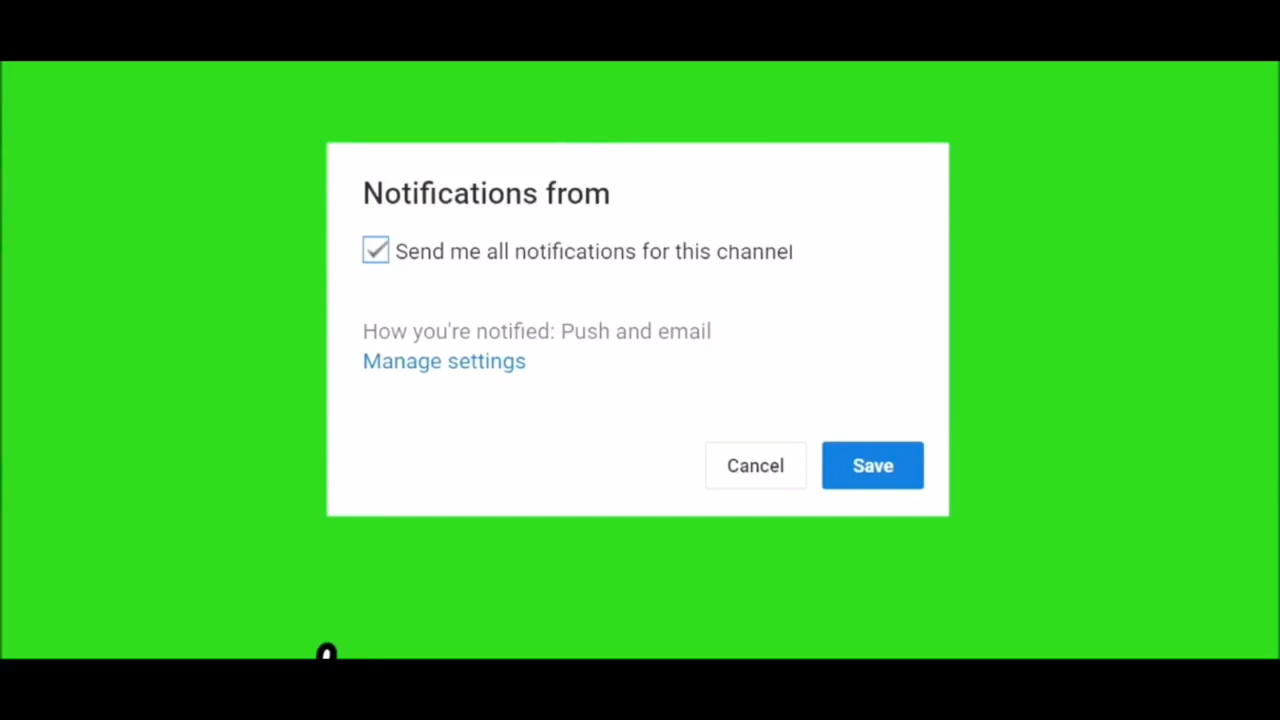 Notifications from
Send me all notifications for this channel
How you're notified: Push and email
Manage settings
Cancel
Save